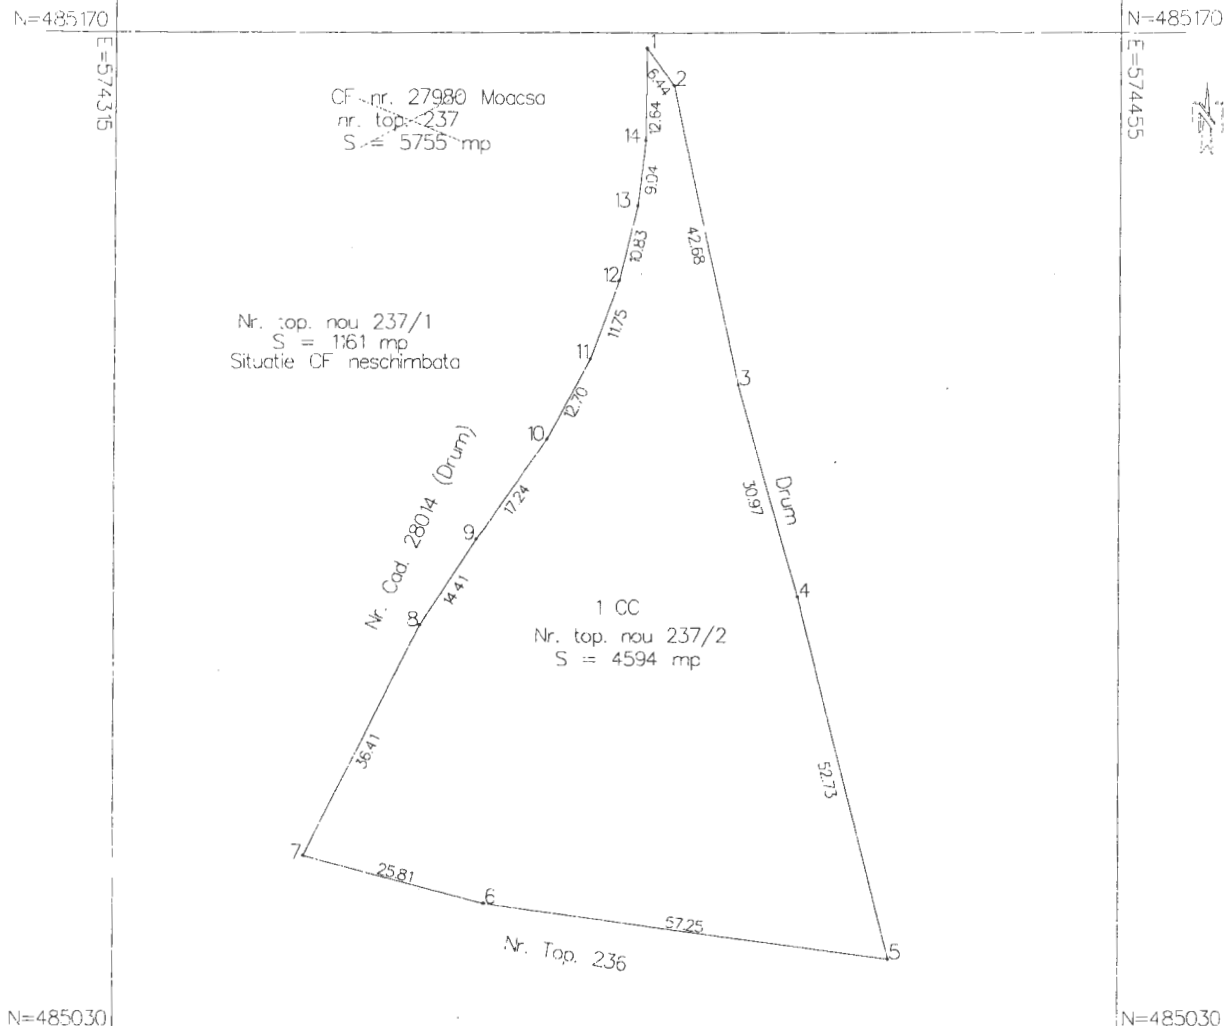 N=485170
N=485170
E=574315
E=574455
1
2
6.44
CF nr. 27980 Moacsa
nr. top. 237
S = 5755 mp
12.64
14
9.04
13
10.83
42.68
12
11.75
Nr. top. nou 237/1
S = 1161 mp
Situatie CF neschimbata
11
12.70
3
10
Nr. Cad. 28014 (Drum)
17.24
30.97
Drum
9
14.41
8
4
1 CC
Nr. top. nou 237/2
S = 4594 mp
36.41
52.73
7
25.81
6
57.25
5
Nr. Top. 236
N=485030
N=485030